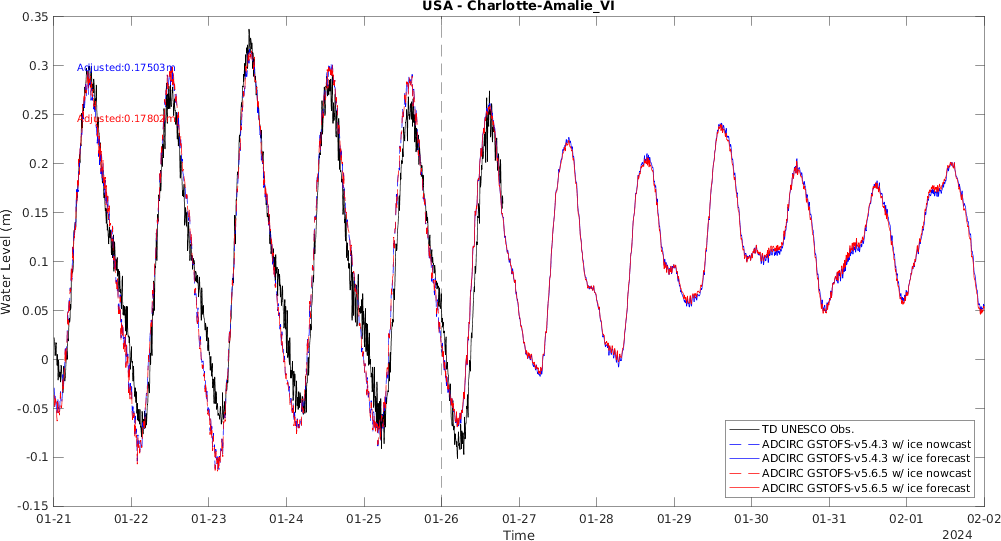 USA - Charlotte-Amalie_VI
0.35
0.3
0.25
0.2
0.15
0.1
0.05
0
-0.05
-0.1
-0.15
Water Level (m)
Adjusted:0.17503m
Adjusted:0.17802m
TD UNESCO Obs.
ADCIRC GSTOFS-v5.4.3 w/ ice nowcast
ADCIRC GSTOFS-v5.4.3 w/ ice forecast
ADCIRC GSTOFS-v5.6.5 w/ ice nowcast
ADCIRC GSTOFS-v5.6.5 w/ ice forecast
01-21 01-22 01-23 01-24 01-25 01-26 01-27 01-28 01-29 01-30 01-31 02-01 02-02
Time
2024